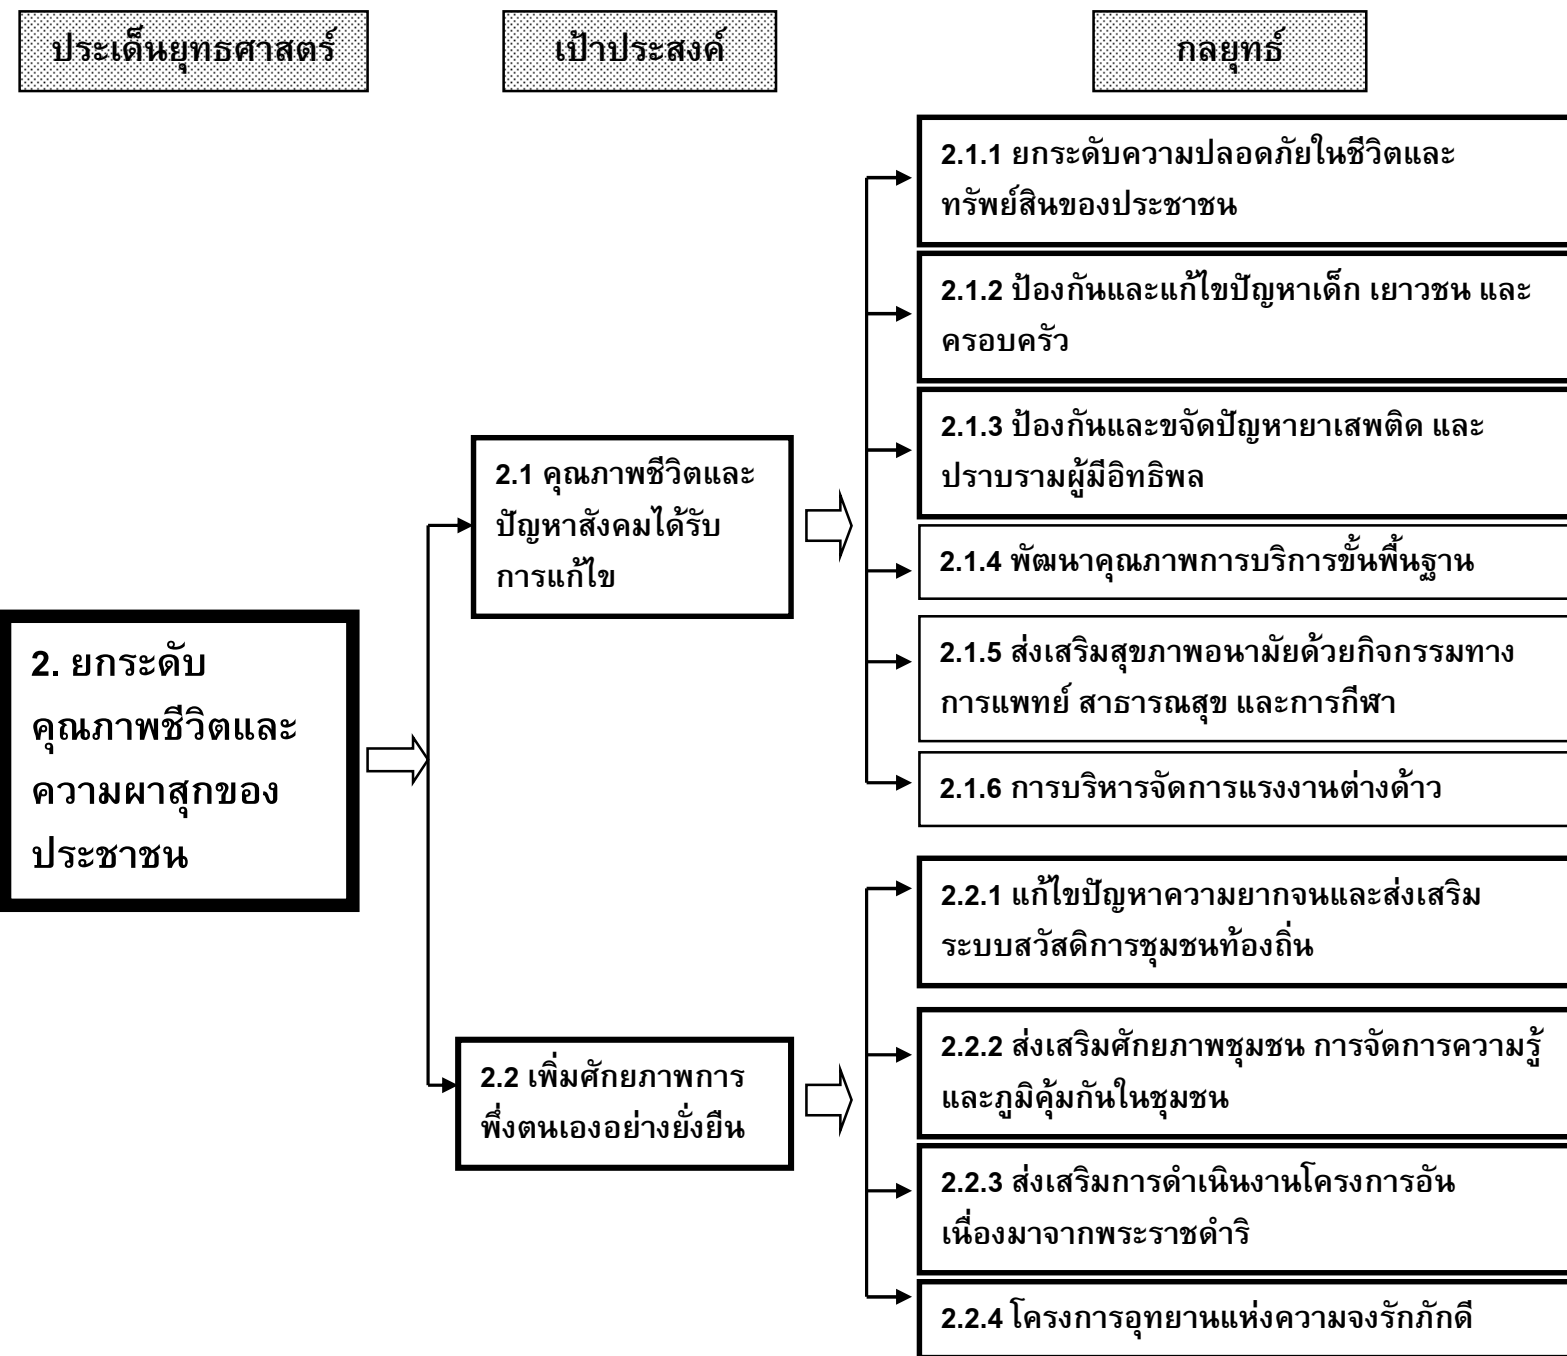 ประเด็นยุทธศาสตร์
เป้าประสงค์
กลยุทธ์
2. ยกระดับ
คุณภาพชีวิตและ
ความผาสุกของ
ประชาชน
2.1 คุณภาพชีวิตและ
ปัญหาสังคมได้รับ
การแก้ไข
2.1.1 ยกระดับความปลอดภัยในชีวิตและ
ทรัพย์สินของประชาชน
2.1.2 ป้องกันและแก้ไขปัญหาเด็ก เยาวชน และ
ครอบครัว
2.1.3 ป้องกันและขจัดปัญหายาเสพติด และ
ปราบรามผู้มีอิทธิพล
2.1.4 พัฒนาคุณภาพการบริการขั้นพื้นฐาน
2.1.5 ส่งเสริมสุขภาพอนามัยด้วยกิจกรรมทาง
การแพทย์ สาธารณสุข และการกีฬา
2.1.6 การบริหารจัดการแรงงานต่างด้าว
2.2 เพิ่มศักยภาพการ
พึ่งตนเองอย่างยั่งยืน
2.2.1 แก้ไขปัญหาความยากจนและส่งเสริม
ระบบสวัสดิการชุมชนท้องถิ่น
2.2.2 ส่งเสริมศักยภาพชุมชน การจัดการความรู้
และภูมิคุ้มกันในชุมชน
2.2.3 ส่งเสริมการดำเนินงานโครงการอัน
เนื่องมาจากพระราชดำริ
2.2.4 โครงการอุทยานแห่งความจงรักภักดี